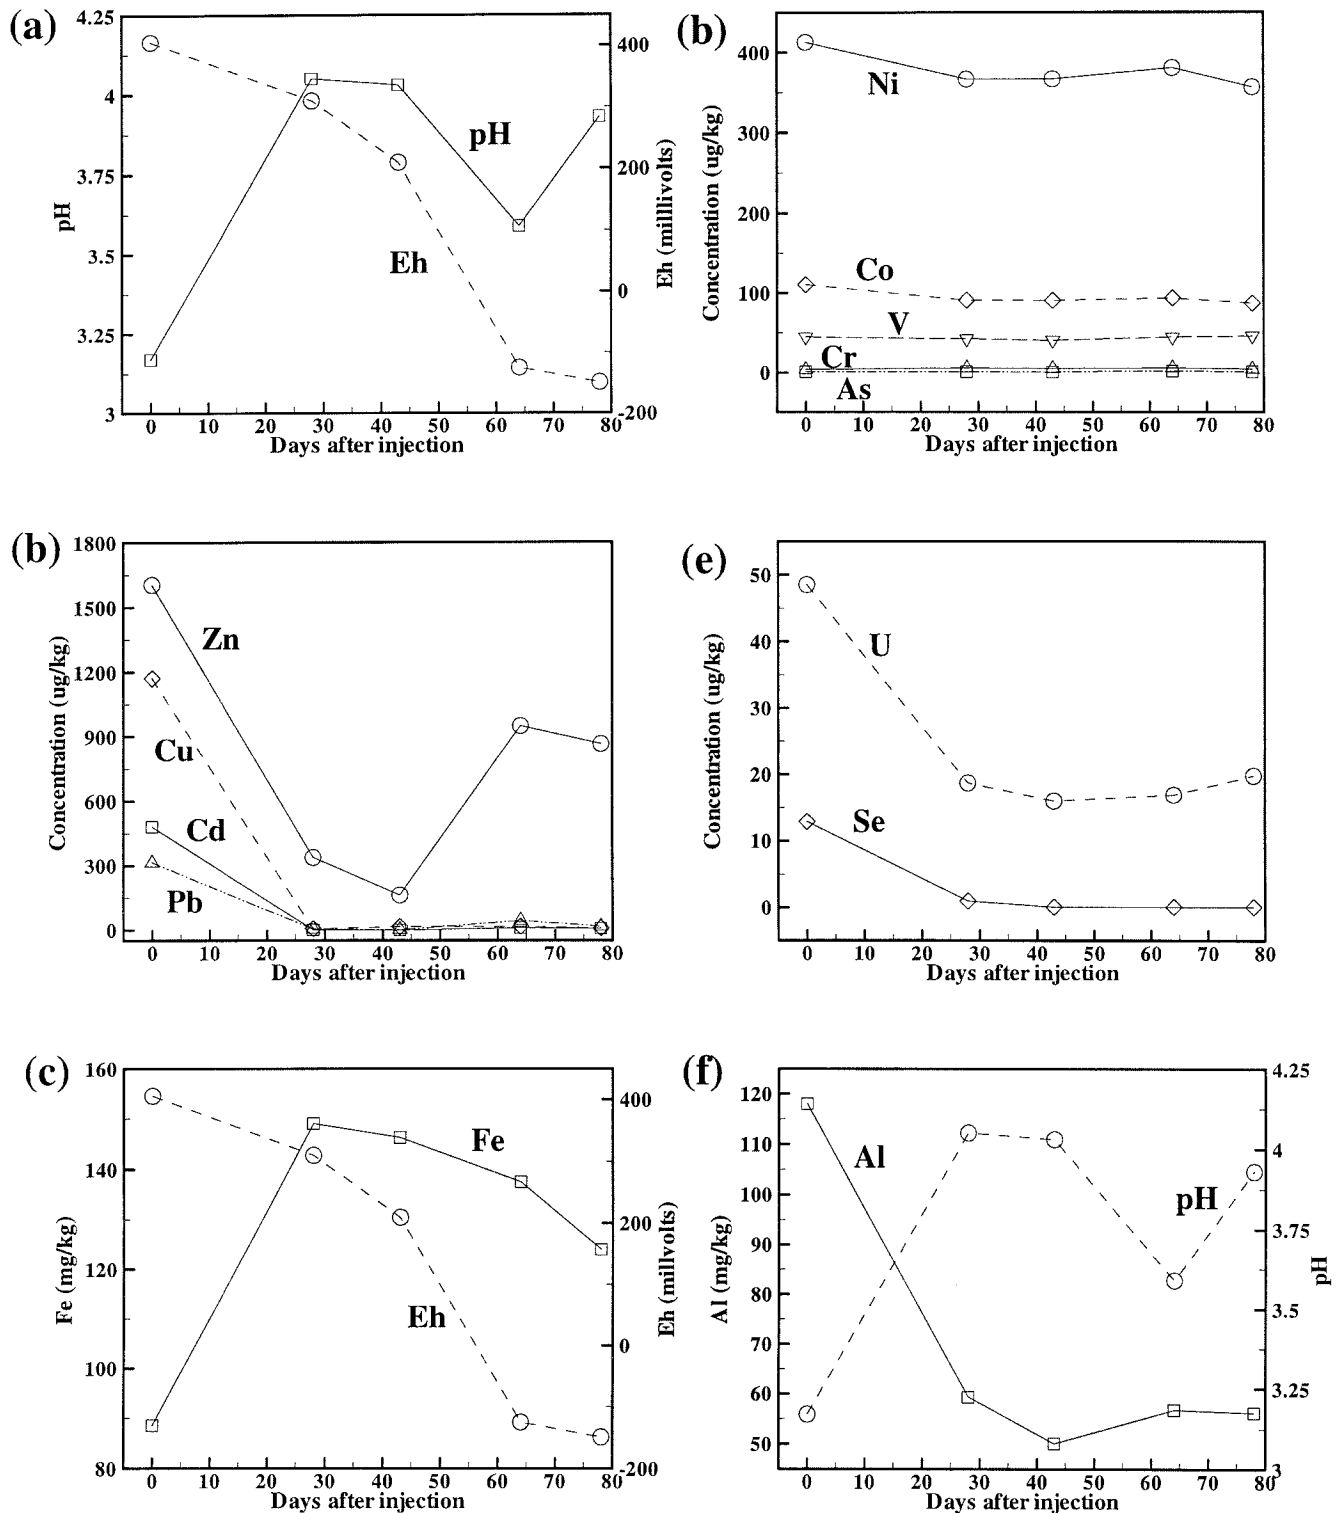 (a)
4.25
4
3.75
3.5
3.25
3
pH
pH
Eh
400
200
0
-200
Eh (milllivolts)
0 10 20 30 40 50 60 70 80
Days after injection
(b)
400
300
200
100
0
Concentration (ug/kg)
Ni
Co
V
Cr
As
0 10 20 30 40 50 60 70 80
Days after injection
(b)
1800
1500
1200
900
600
300
0
Concentration (ug/kg)
Zn
Cu
Cd
Pb
0 10 20 30 40 50 60 70 80
Days after injection
(e)
50
40
30
20
10
0
Concentration (ug/kg)
U
Se
0 10 20 30 40 50 60 70 80
Days after injection
(c)
160
140
120
100
80
Fe (mg/kg)
Fe
Eh
400
200
0
-200
Eh (millvolts)
0 10 20 30 40 50 60 70 80
Days after injection
(f)
120
110
100
90
80
70
60
50
Al (mg/kg)
Al
pH
4.25
4
3.75
3.5
3.25
3
pH
0 10 20 30 40 50 60 70 80
Days after injection